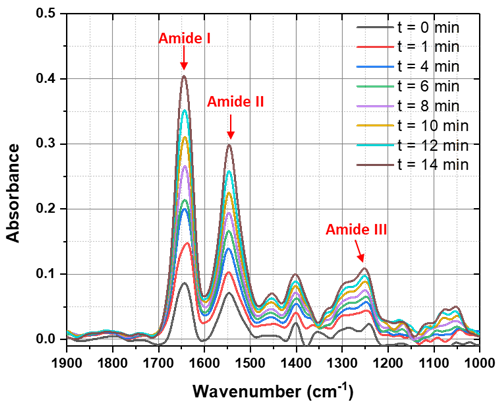 Amide I
Amide II
Amide III
t = 0 min
t = 1 min
t = 4 min
t = 6 min
t = 8 min
t = 10 min
t = 12 min
t = 14 min
Absorbance
0.5
0.4
0.3
0.2
0.1
0.0
1900 1800 1700 1600 1500 1400 1300 1200 1100 1000
Wavenumber (cm⁻¹)